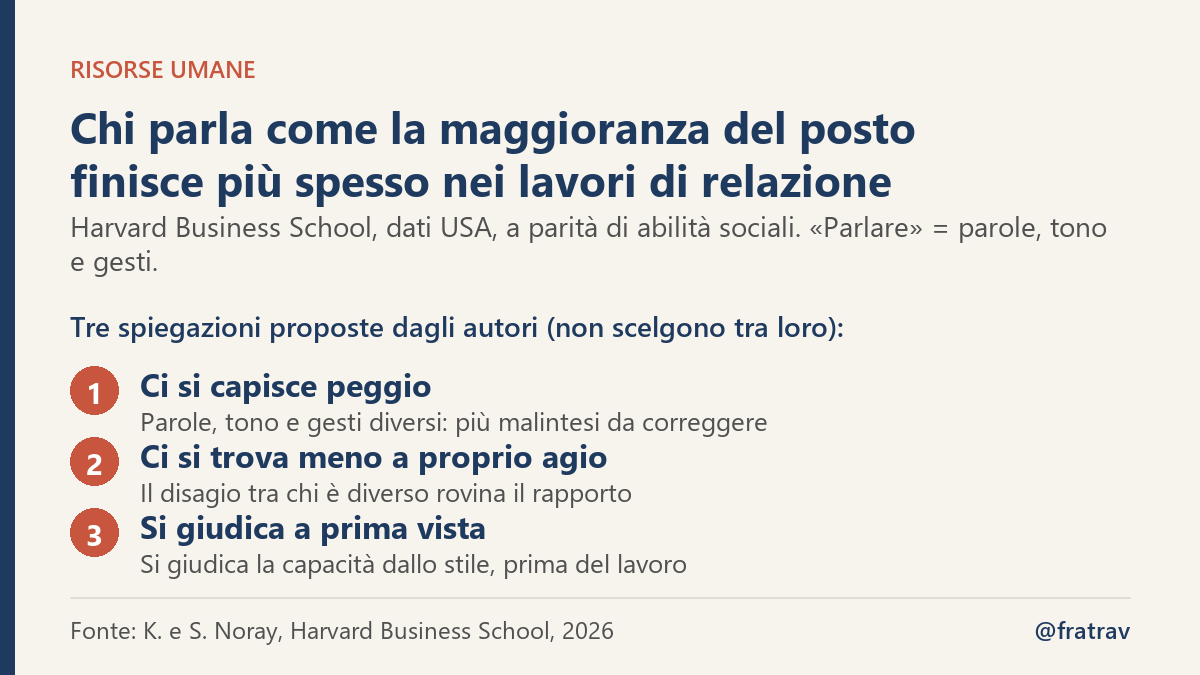 RISORSE UMANE
Chi parla come la maggioranza del posto
finisce più spesso nei lavori di relazione
Harvard Business School, dati USA, a parità di abilità sociali. «Parlare» = parole, tono
e gesti.
Tre spiegazioni proposte dagli autori (non scelgono tra loro):
1 Ci si capisce peggio
Parole, tono e gesti diversi: più malintesi da correggere
2 Ci si trova meno a proprio agio
Il disagio tra chi è diverso rovina il rapporto
3 Si giudica a prima vista
Si giudica la capacità dallo stile, prima del lavoro
Fonte: K. e S. Noray, Harvard Business School, 2026 @fratrav